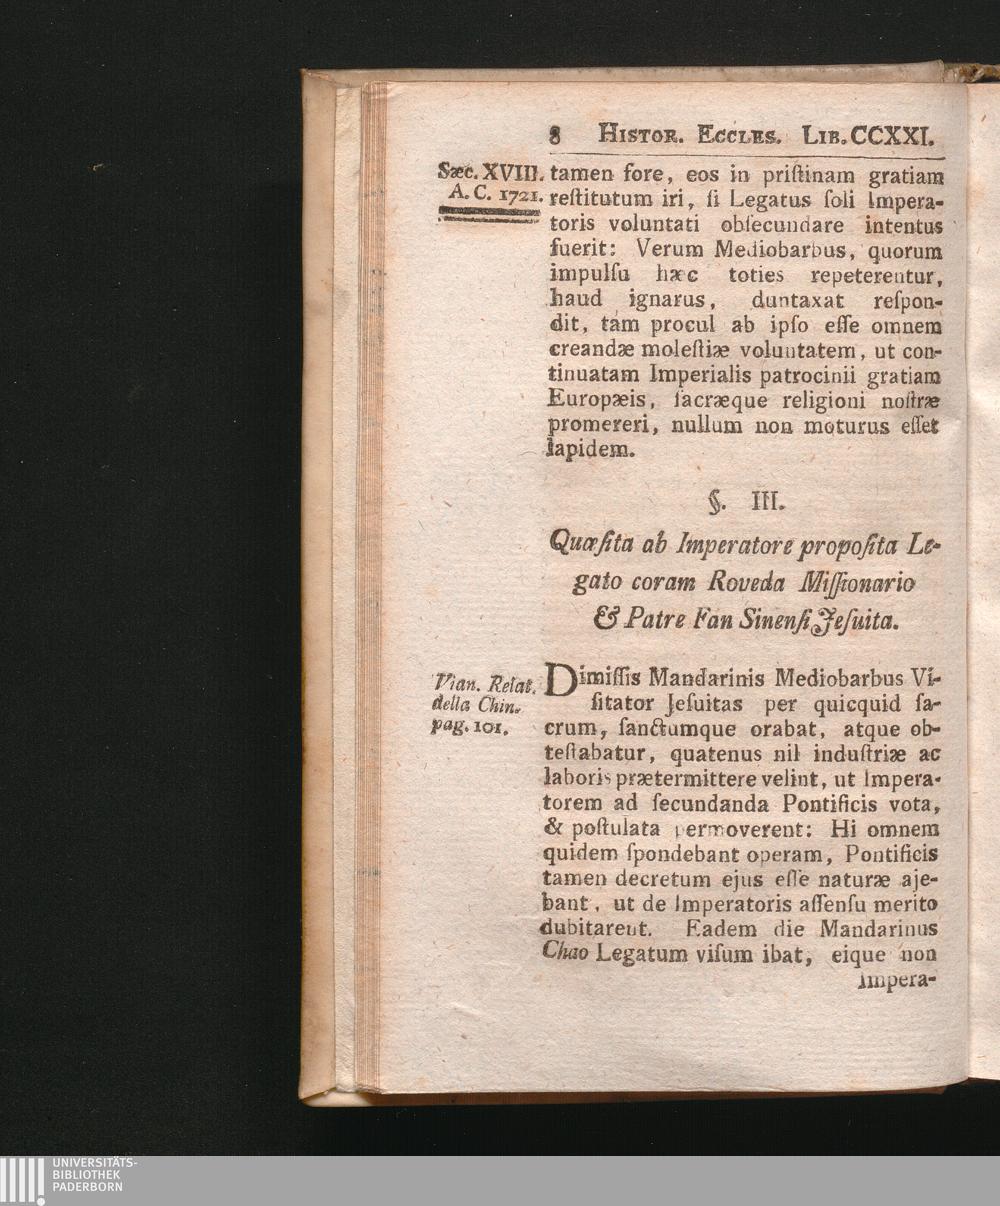 8 Histor. Eccles. Lib. CCXXI.
Sæc. XVIII.
A. C. 1721.
tamen fore, eos in priſtinam gratiam
reſtitutum iri, ſi Legatus ſoli Impera-
toris voluntati obſecundare intentus
fuerit: Verum Mediobarbus, quorum
impulſu hæc toties repeterentur,
haud ignarus, duntaxat reſpon-
dit, tám procul ab ipſo eſſe omnem
creandæ moleſtiæ voluntatem, ut con-
tinuatam Imperialis patrocinii gratiam
Europæis, ſacræque religioni noſtræ
promereri, nullum non moturus eſſet
lapidem.
§. III.
Quæſita ab Imperatore propoſita Le-
gato coram Roveda Miſſionario
& Patre Fan Sinenſi Jeſuita.
Vian. Relat.
della Chin.
pag. 101.
Dimiſſis Mandarinis Mediobarbus Vi-
ſitator Jeſuitas per quicquid ſa-
crum, ſanctumque orabat, atque ob-
teſtabatur, quatenus nil induſtriæ ac
laboris prætermittere velint, ut Impera-
torem ad ſecundanda Pontificis vota,
& poſtulata permoverent: Hi omnem
quidem ſpondebant operam, Pontificis
tamen decretum ejus eſſe naturæ aje-
bant, ut de Imperatoris aſſenſu merito
dubitarent. Eadem die Mandarinus
Chao Legatum viſum ibat, eique non
Impera-
UNIVERSITÄTS-
BIBLIOTHEK
PADERBORN